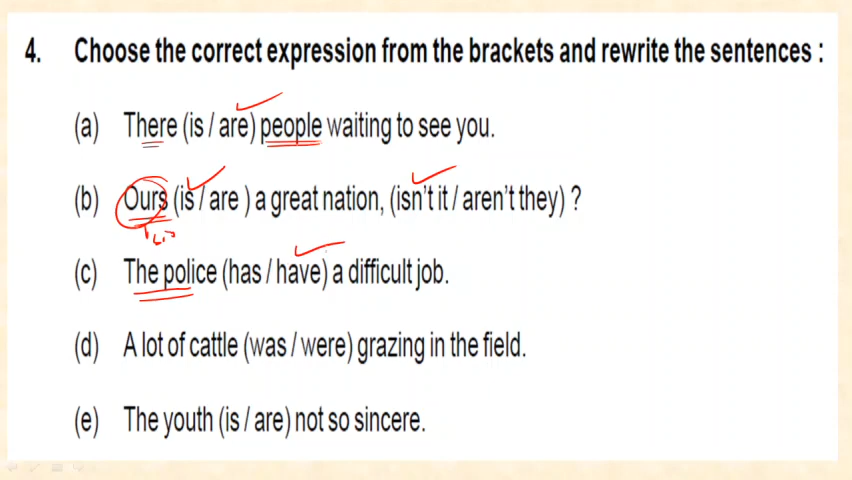 4. Choose the correct expression from the brackets and rewrite the sentences :
(a) There (is / are) people waiting to see you.
(b) Ours (is / are ) a great nation, (isn't it / aren't they) ?
(c) The police (has / have) a difficult job.
(d) A lot of cattle (was / were) grazing in the field.
(e) The youth (is / are) not so sincere.